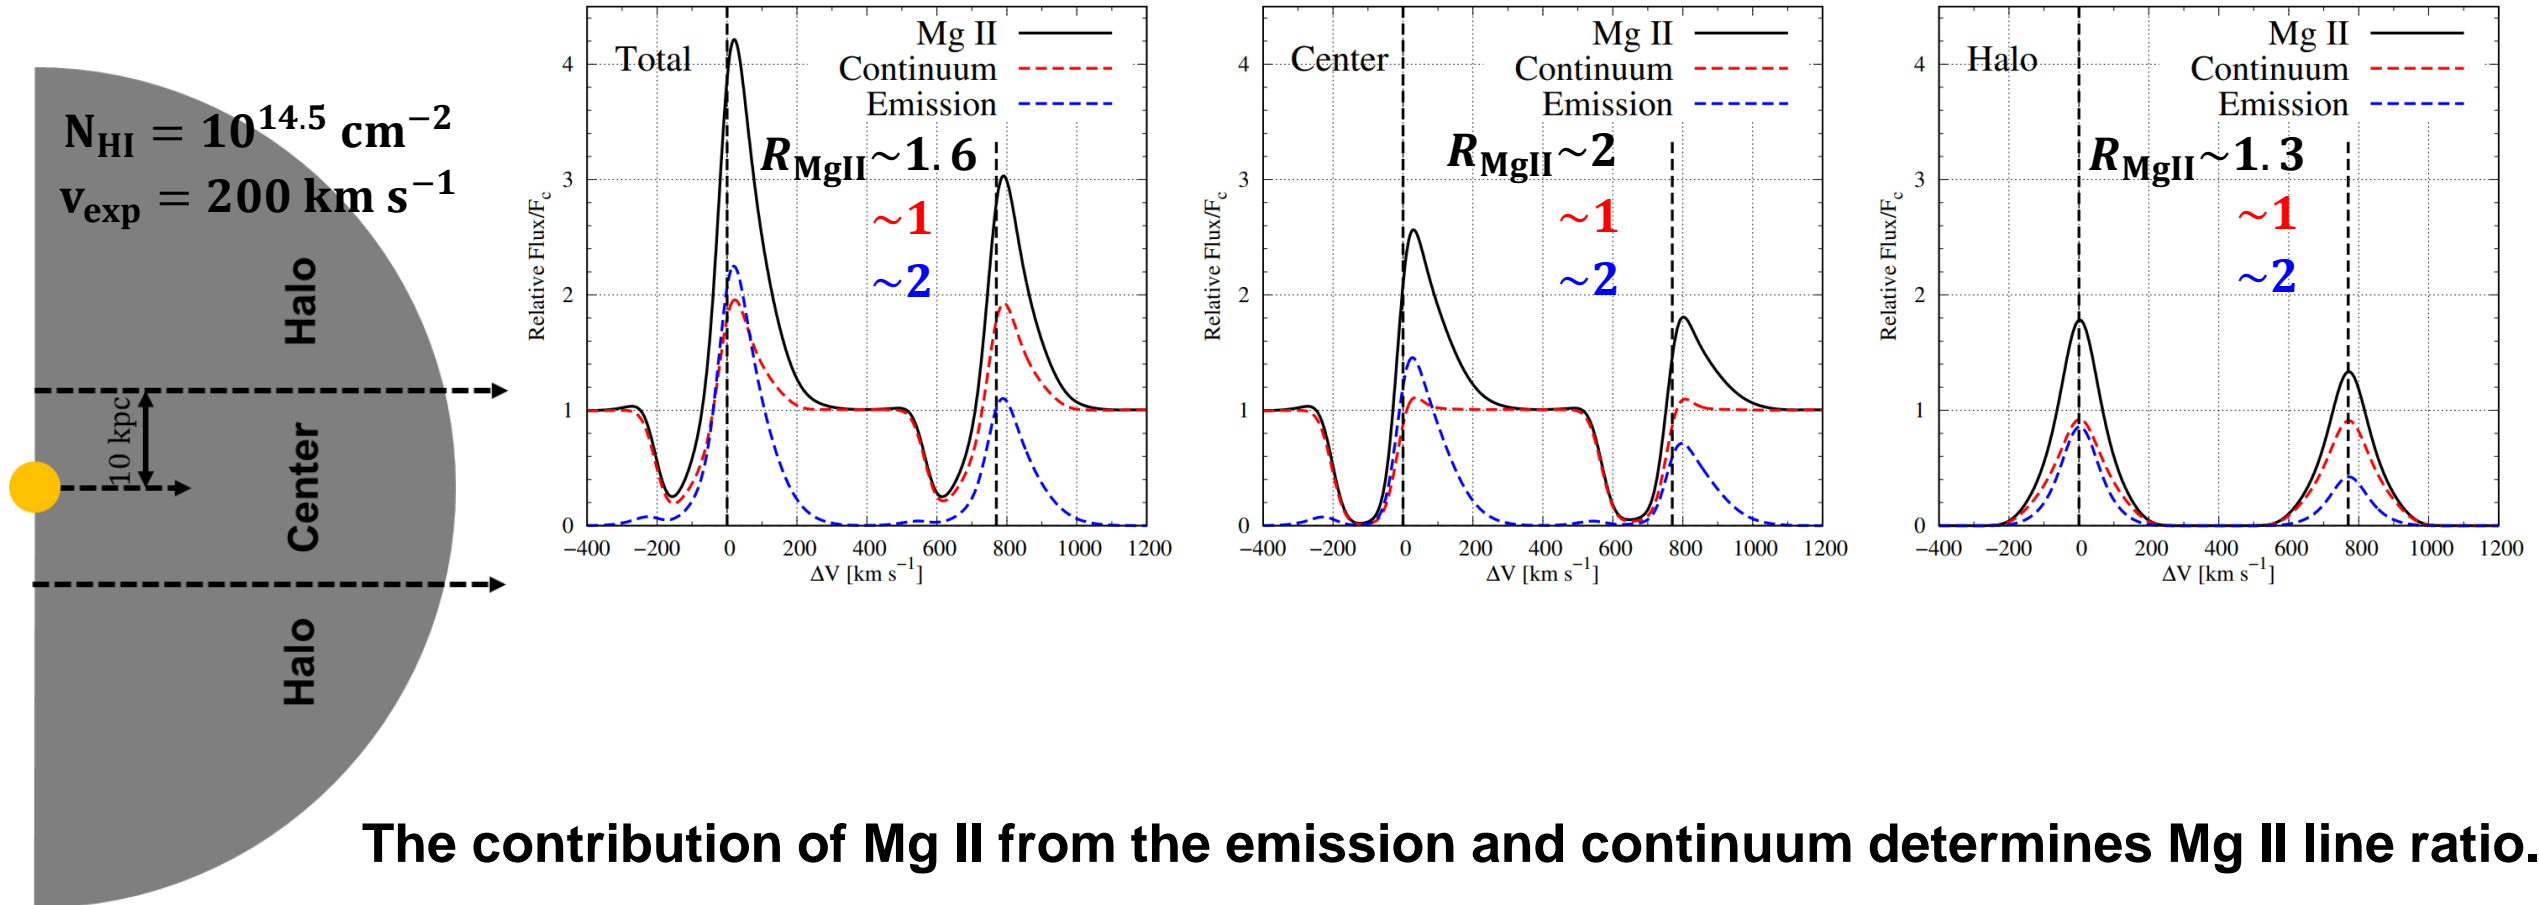 N_HI = 10^14.5 cm^−2
v_exp = 200 km s^−1
Halo
10 kpc
Center
Halo
Total
Mg II
Continuum
Emission
R_MgII~1.6
~1
~2
Relative Flux/F_c
4
3
2
1
0
−400 −200 0 200 400 600 800 1000 1200
ΔV [km s^−1]
Center
Mg II
Continuum
Emission
R_MgII~2
~1
~2
Relative Flux/F_c
4
3
2
1
0
−400 −200 0 200 400 600 800 1000 1200
ΔV [km s^−1]
Halo
Mg II
Continuum
Emission
R_MgII~1.3
~1
~2
Relative Flux/F_c
4
3
2
1
0
−400 −200 0 200 400 600 800 1000 1200
ΔV [km s^−1]
The contribution of Mg II from the emission and continuum determines Mg II line ratio.